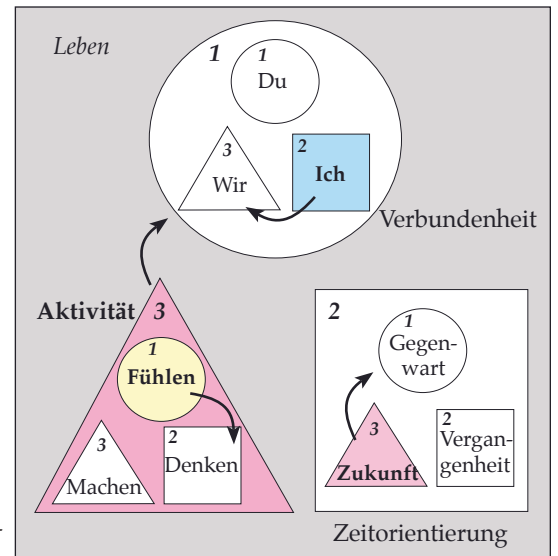 Leben
1
1
Du
3
Wir
2
Ich
Verbundenheit
Aktivität 3
1
Fühlen
3
Machen
2
Denken
2
1
Gegen-
wart
3
Zukunft
2
Vergan-
genheit
Zeitorientierung